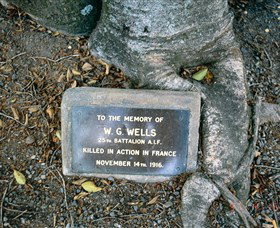 TO THE MEMORY OF
W. G. WELLS
25TH BATTALION A.I.F.
KILLED IN ACTION IN FRANCE
NOVEMBER 14TH 1916.